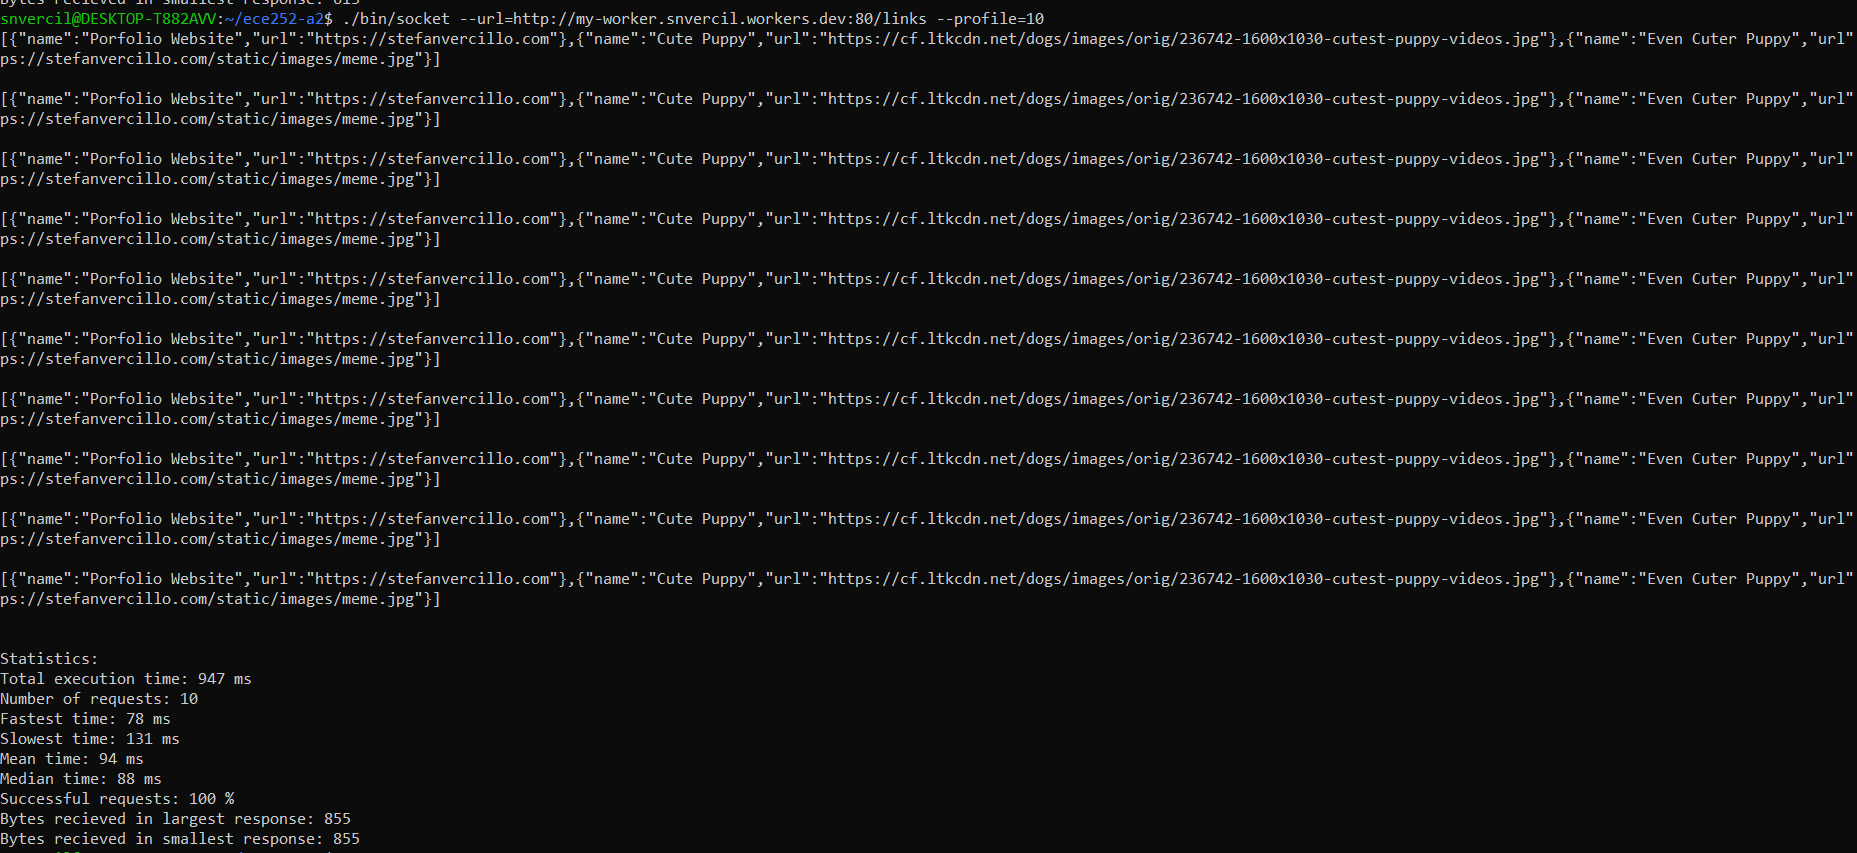 Bytes recieved in smallest response: 615
snvercil@DESKTOP-T882AVV:~/ece252-a2$ ./bin/socket --url=http://my-worker.snvercil.workers.dev:80/links --profile=10
[{"name":"Porfolio Website","url":"https://stefanvercillo.com"},{"name":"Cute Puppy","url":"https://cf.ltkcdn.net/dogs/images/orig/236742-1600x1030-cutest-puppy-videos.jpg"},{"name":"Even Cuter Puppy","url"
ps://stefanvercillo.com/static/images/meme.jpg"}]
[{"name":"Porfolio Website","url":"https://stefanvercillo.com"},{"name":"Cute Puppy","url":"https://cf.ltkcdn.net/dogs/images/orig/236742-1600x1030-cutest-puppy-videos.jpg"},{"name":"Even Cuter Puppy","url"
ps://stefanvercillo.com/static/images/meme.jpg"}]
[{"name":"Porfolio Website","url":"https://stefanvercillo.com"},{"name":"Cute Puppy","url":"https://cf.ltkcdn.net/dogs/images/orig/236742-1600x1030-cutest-puppy-videos.jpg"},{"name":"Even Cuter Puppy","url"
ps://stefanvercillo.com/static/images/meme.jpg"}]
[{"name":"Porfolio Website","url":"https://stefanvercillo.com"},{"name":"Cute Puppy","url":"https://cf.ltkcdn.net/dogs/images/orig/236742-1600x1030-cutest-puppy-videos.jpg"},{"name":"Even Cuter Puppy","url"
ps://stefanvercillo.com/static/images/meme.jpg"}]
[{"name":"Porfolio Website","url":"https://stefanvercillo.com"},{"name":"Cute Puppy","url":"https://cf.ltkcdn.net/dogs/images/orig/236742-1600x1030-cutest-puppy-videos.jpg"},{"name":"Even Cuter Puppy","url"
ps://stefanvercillo.com/static/images/meme.jpg"}]
[{"name":"Porfolio Website","url":"https://stefanvercillo.com"},{"name":"Cute Puppy","url":"https://cf.ltkcdn.net/dogs/images/orig/236742-1600x1030-cutest-puppy-videos.jpg"},{"name":"Even Cuter Puppy","url"
ps://stefanvercillo.com/static/images/meme.jpg"}]
[{"name":"Porfolio Website","url":"https://stefanvercillo.com"},{"name":"Cute Puppy","url":"https://cf.ltkcdn.net/dogs/images/orig/236742-1600x1030-cutest-puppy-videos.jpg"},{"name":"Even Cuter Puppy","url"
ps://stefanvercillo.com/static/images/meme.jpg"}]
[{"name":"Porfolio Website","url":"https://stefanvercillo.com"},{"name":"Cute Puppy","url":"https://cf.ltkcdn.net/dogs/images/orig/236742-1600x1030-cutest-puppy-videos.jpg"},{"name":"Even Cuter Puppy","url"
ps://stefanvercillo.com/static/images/meme.jpg"}]
[{"name":"Porfolio Website","url":"https://stefanvercillo.com"},{"name":"Cute Puppy","url":"https://cf.ltkcdn.net/dogs/images/orig/236742-1600x1030-cutest-puppy-videos.jpg"},{"name":"Even Cuter Puppy","url"
ps://stefanvercillo.com/static/images/meme.jpg"}]
[{"name":"Porfolio Website","url":"https://stefanvercillo.com"},{"name":"Cute Puppy","url":"https://cf.ltkcdn.net/dogs/images/orig/236742-1600x1030-cutest-puppy-videos.jpg"},{"name":"Even Cuter Puppy","url"
ps://stefanvercillo.com/static/images/meme.jpg"}]
Statistics:
Total execution time: 947 ms
Number of requests: 10
Fastest time: 78 ms
Slowest time: 131 ms
Mean time: 94 ms
Median time: 88 ms
Successful requests: 100 %
Bytes recieved in largest response: 855
Bytes recieved in smallest response: 855